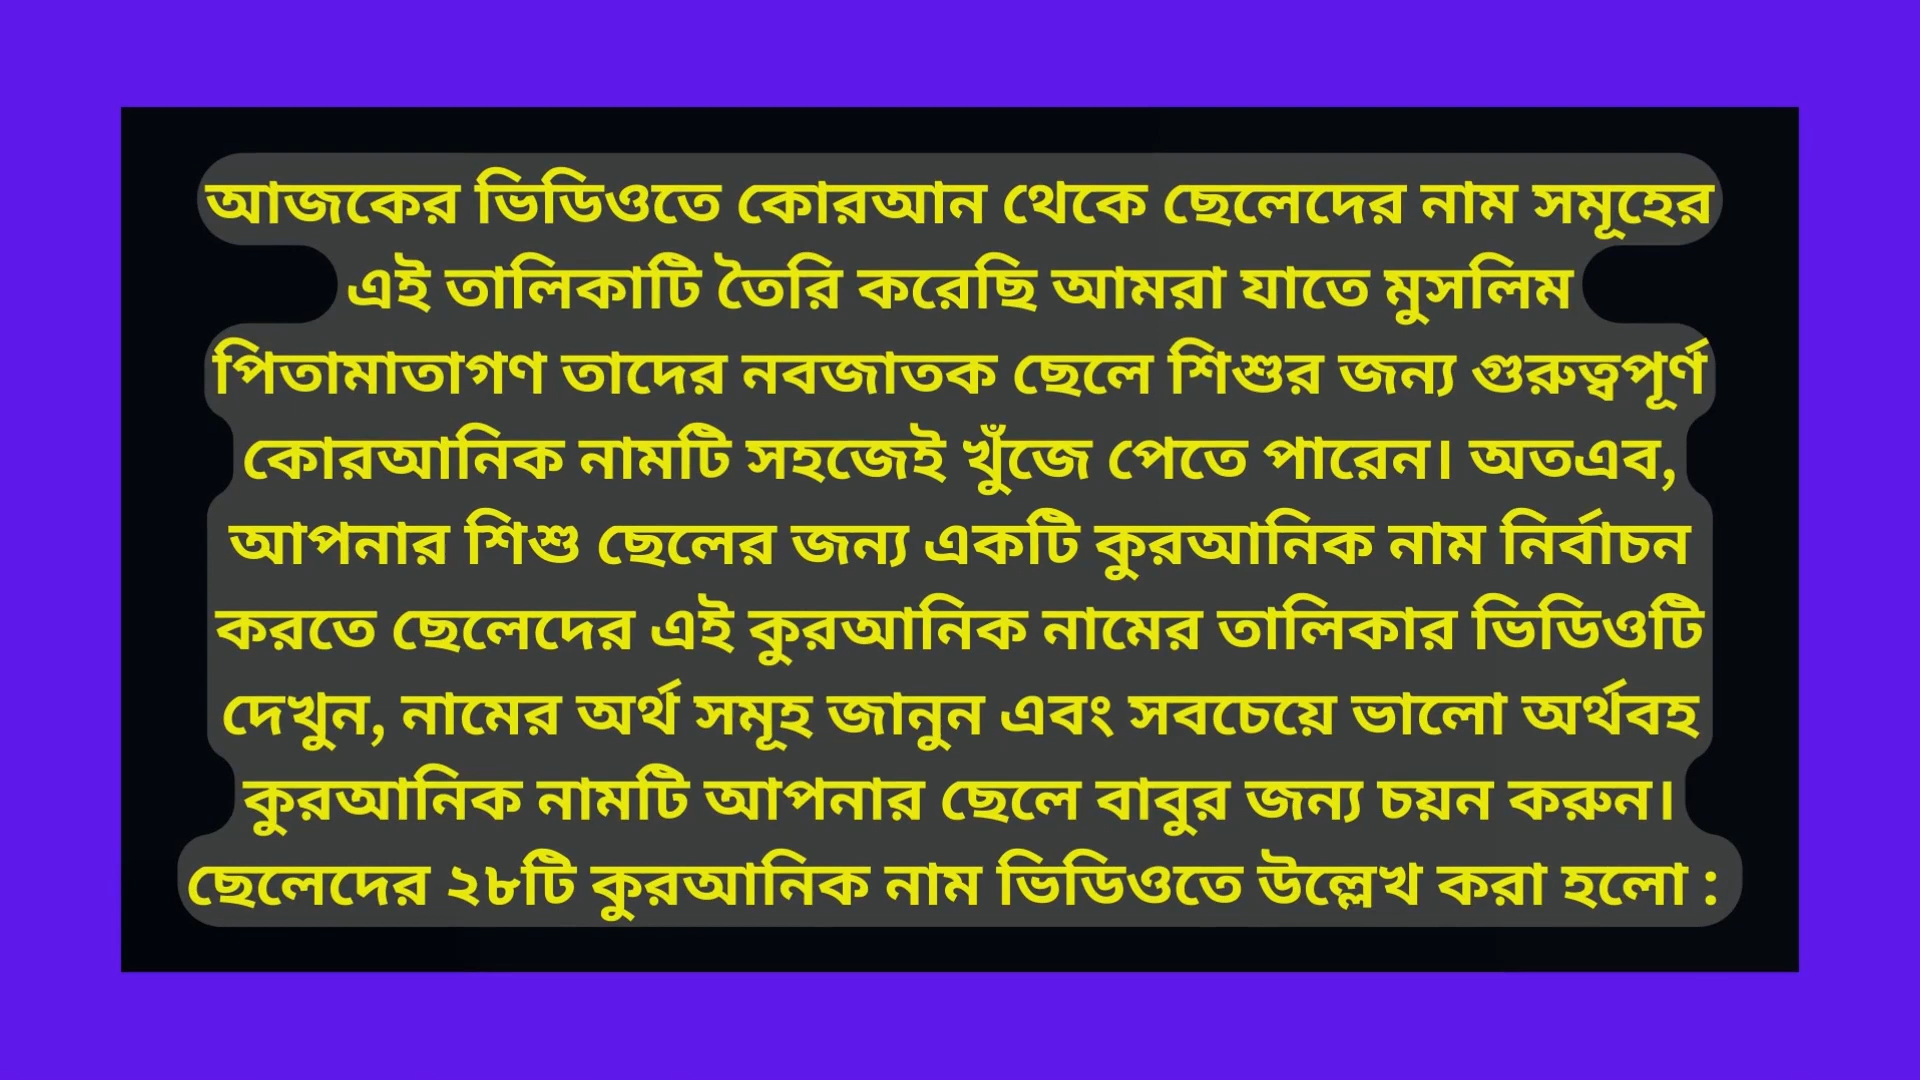 আজকের ভিডিওতে কোরআন থেকে ছেলেদের নাম সমূহের
এই তালিকাটি তৈরি করেছি আমরা যাতে মুসলিম
পিতামাতাগণ তাদের নবজাতক ছেলে শিশুর জন্য গুরুত্বপূর্ণ
কোরআনিক নামটি সহজেই খুঁজে পেতে পারেন। অতএব,
আপনার শিশু ছেলের জন্য একটি কুরআনিক নাম নির্বাচন
করতে ছেলেদের এই কুরআনিক নামের তালিকার ভিডিওটি
দেখুন, নামের অর্থ সমূহ জানুন এবং সবচেয়ে ভালো অর্থবহ
কুরআনিক নামটি আপনার ছেলে বাবুর জন্য চয়ন করুন।
ছেলেদের ২৮টি কুরআনিক নাম ভিডিওতে উল্লেখ করা হলো :